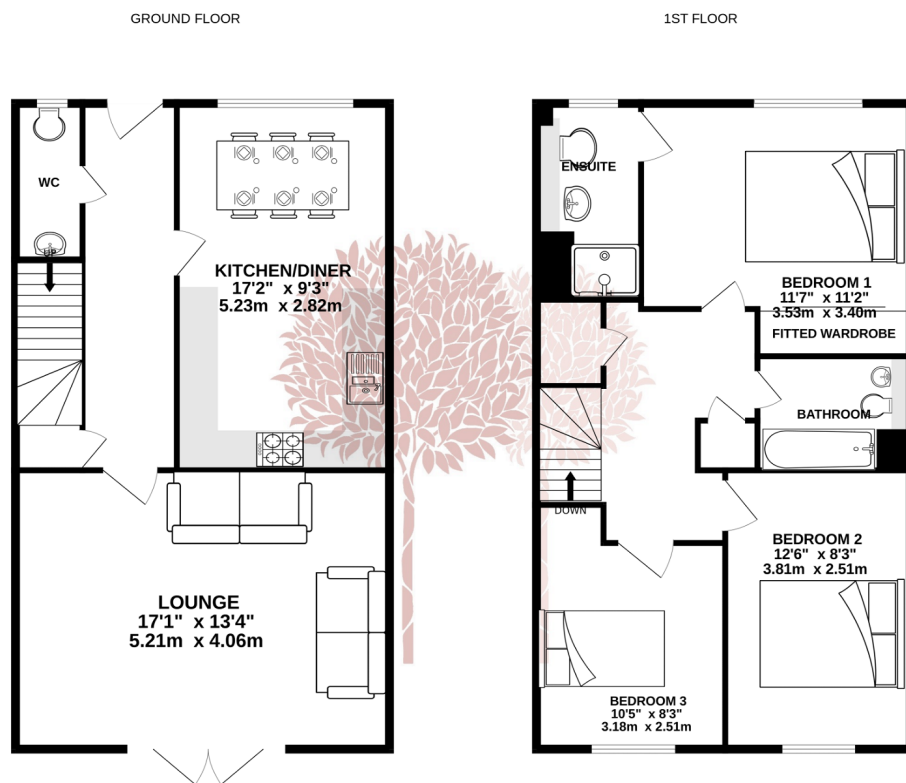 GROUND FLOOR
1ST FLOOR
WC
KITCHEN/DINER
17'2" x 9'3"
5.23m x 2.82m
LOUNGE
17'1" x 13'4"
5.21m x 4.06m
ENSUITE
BEDROOM 1
11'7" x 11'2"
3.53m x 3.40m
FITTED WARDROBE
BATHROOM
DOWN
BEDROOM 2
12'6" x 8'3"
3.81m x 2.51m
BEDROOM 3
10'5" x 8'3"
3.18m x 2.51m